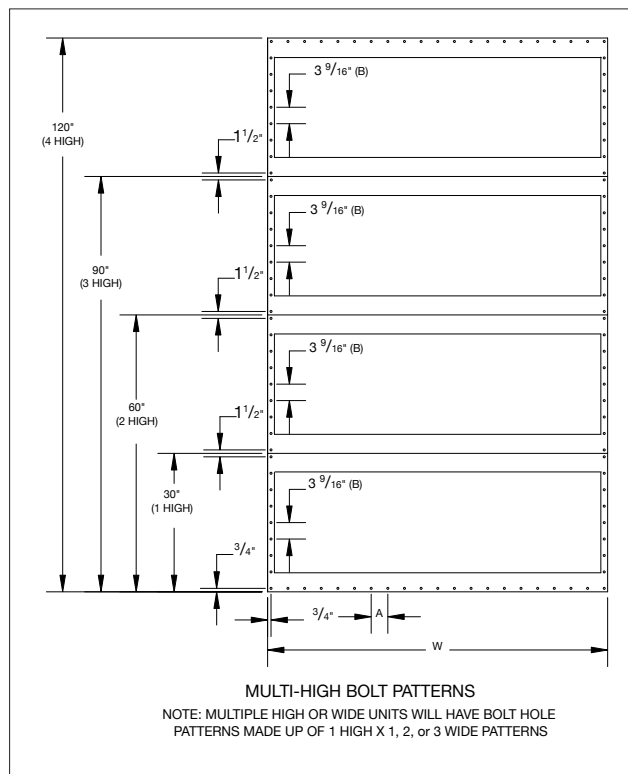 3 9/16" (B)
120"
(4 HIGH)
1 1/2"
3 9/16" (B)
90"
(3 HIGH)
1 1/2"
3 9/16" (B)
60"
(2 HIGH)
1 1/2"
3 9/16" (B)
30"
(1 HIGH)
3/4"
3/4"
A
W
MULTI-HIGH BOLT PATTERNS
NOTE: MULTIPLE HIGH OR WIDE UNITS WILL HAVE BOLT HOLE
PATTERNS MADE UP OF 1 HIGH X 1, 2, or 3 WIDE PATTERNS